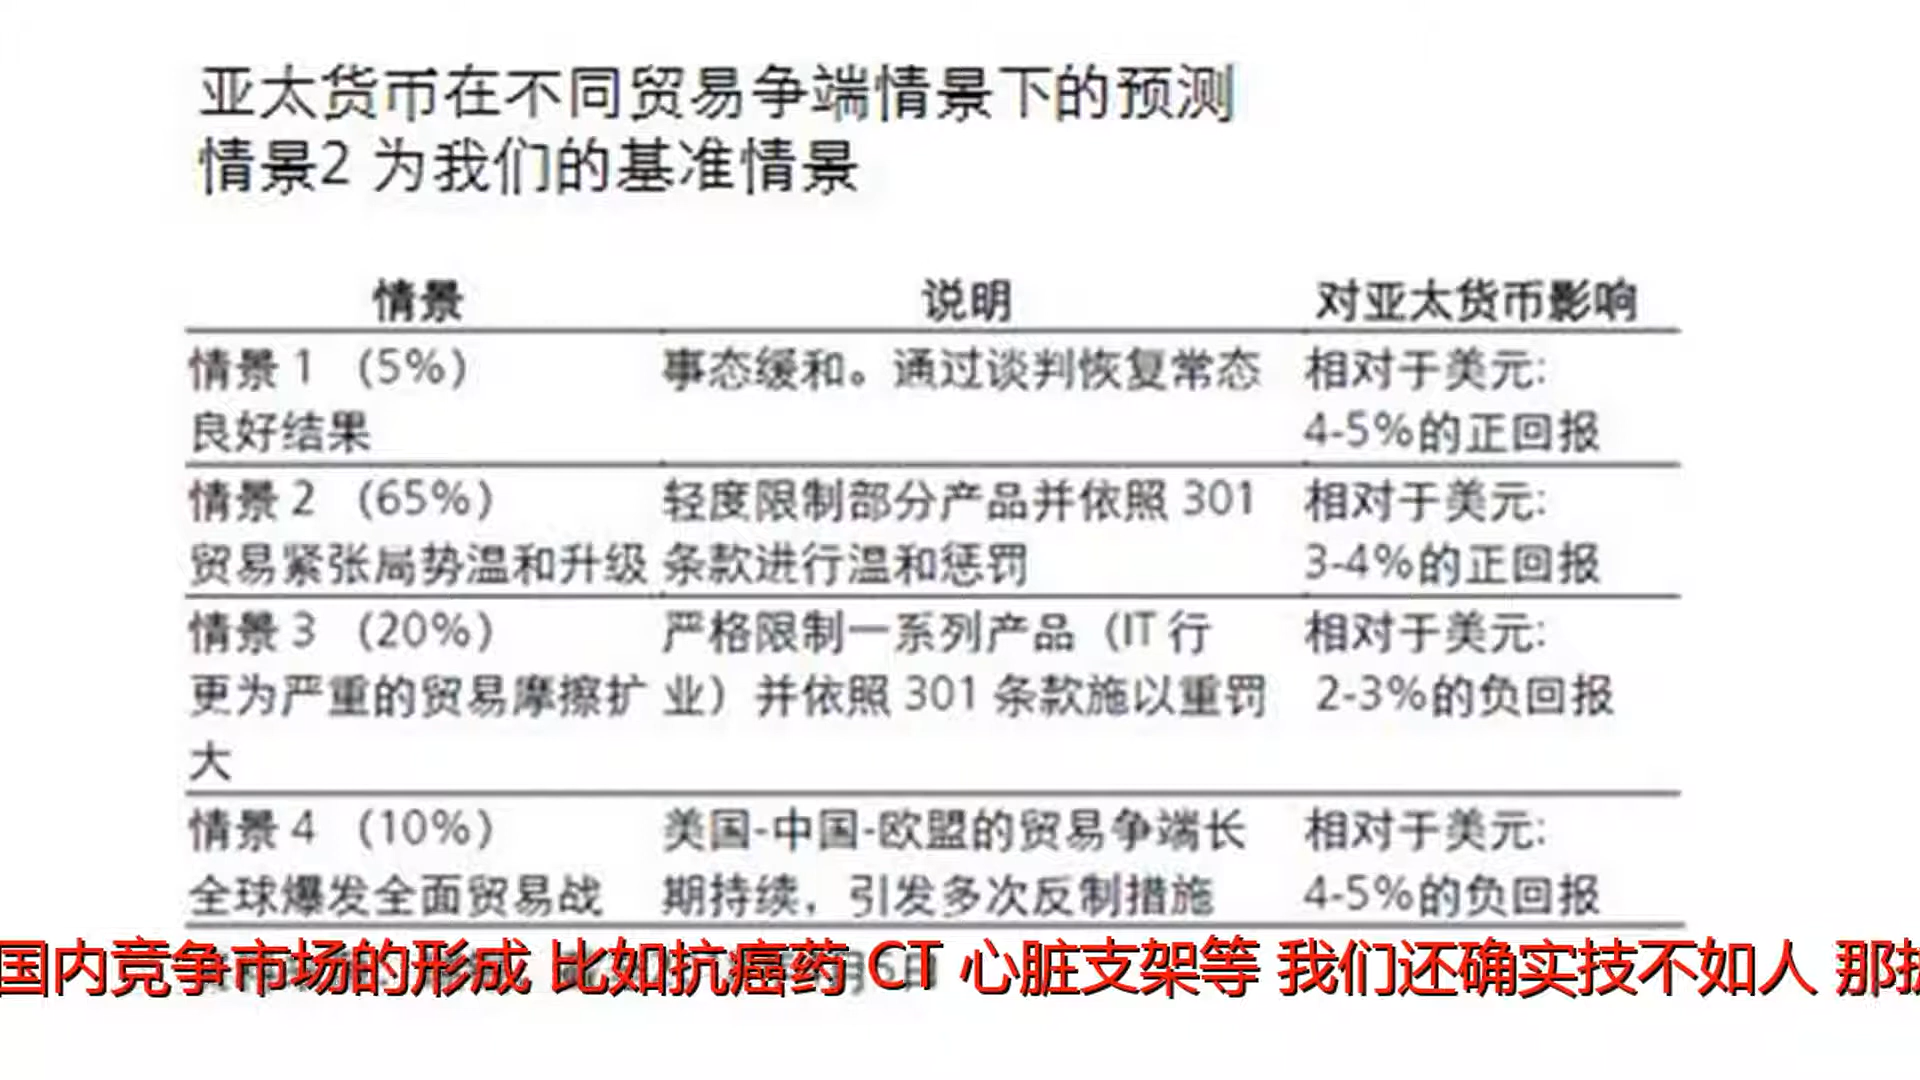 亚太货币在不同贸易争端情景下的预测
情景2 为我们的基准情景
情景 说明 对亚太货币影响
情景 1 (5%) 事态缓和。通过谈判恢复常态 相对于美元:
良好结果 4-5%的正回报
情景 2 (65%) 轻度限制部分产品并依照 301 相对于美元:
贸易紧张局势温和升级 条款进行温和惩罚 3-4%的正回报
情景 3 (20%) 严格限制一系列产品（IT 行 相对于美元:
更为严重的贸易摩擦扩 业）并依照 301 条款施以重罚 2-3%的负回报
大
情景 4 (10%) 美国-中国-欧盟的贸易争端长 相对于美元:
全球爆发全面贸易战 期持续，引发多次反制措施 4-5%的负回报
国内竞争市场的形成 比如抗癌药 CT 心脏支架等 我们还确实技不如人 那